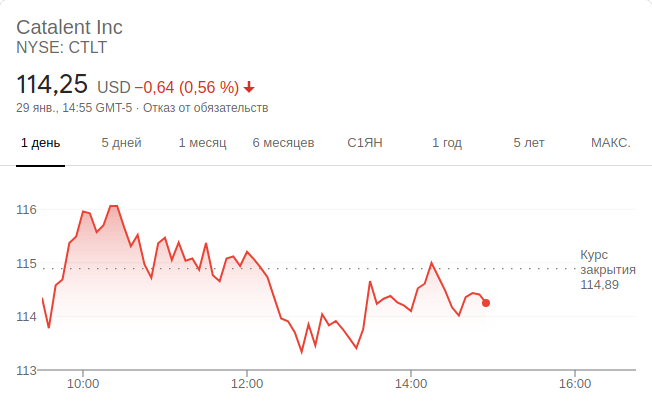 Catalent Inc
NYSE: CTLT
114,25 USD −0,64 (0,56 %)
29 янв., 14:55 GMT-5 · Отказ от обязательств
1 день 5 дней 1 месяц 6 месяцев С1ЯН 1 год 5 лет МАКС.
116
115
114
113
Курс
закрытия
114,89
10:00 12:00 14:00 16:00